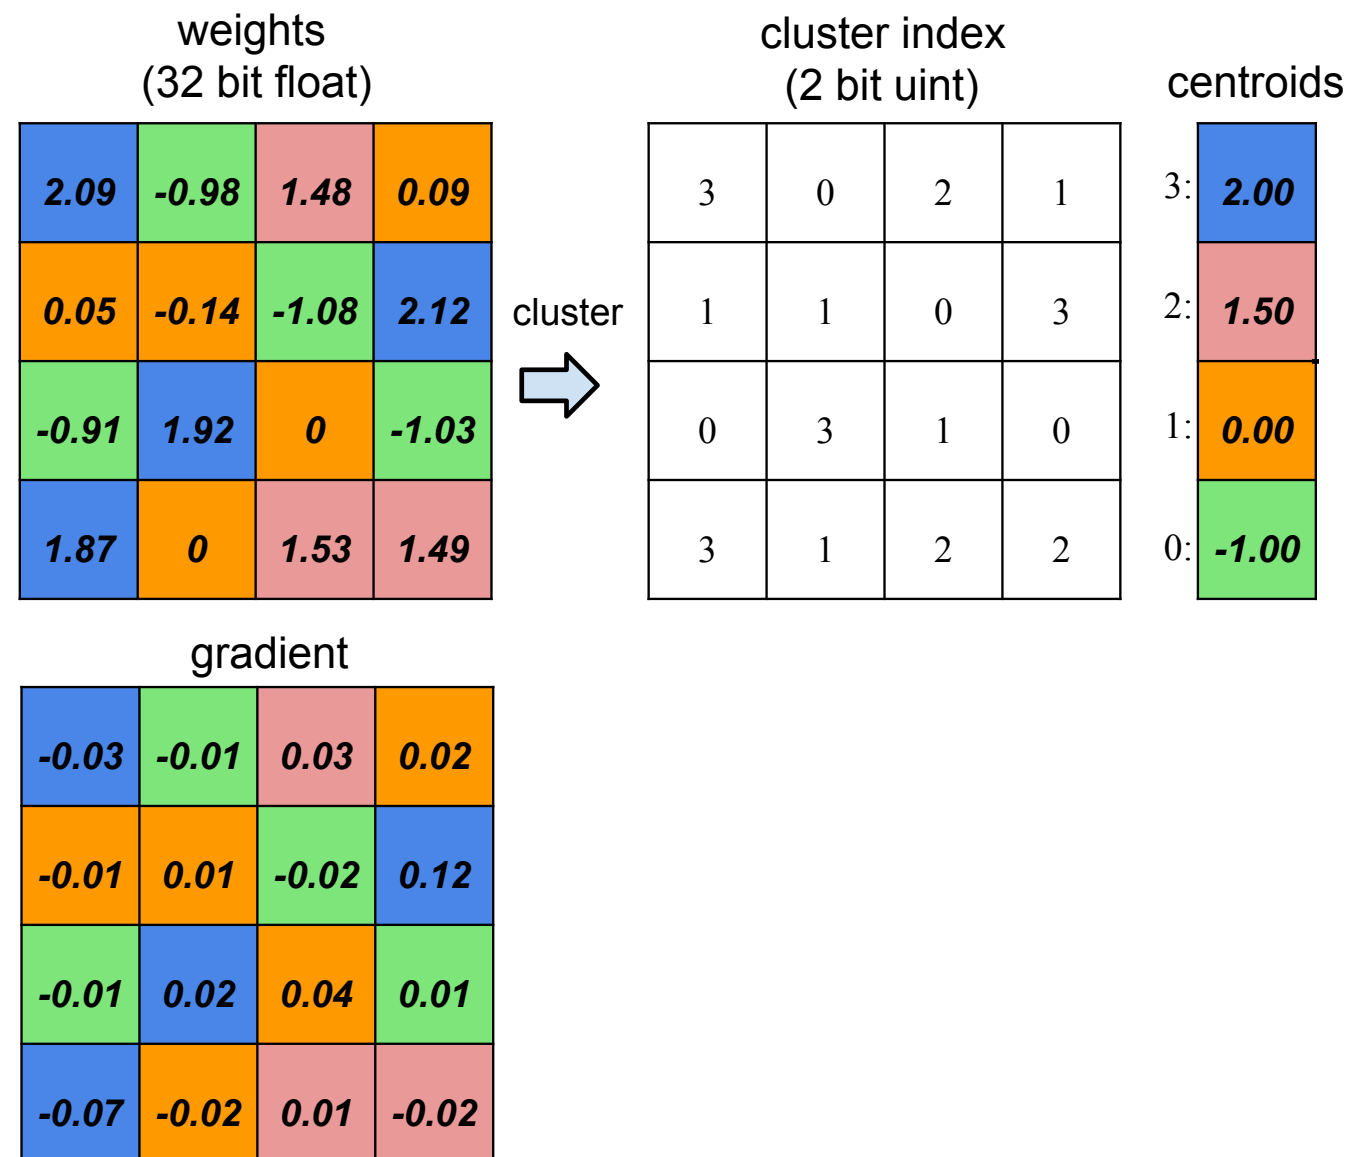 weights
(32 bit float)
cluster index
(2 bit uint)
centroids
2.09 -0.98 1.48 0.09
3 0 2 1
3: 2.00
0.05 -0.14 -1.08 2.12
cluster
1 1 0 3
2: 1.50
-0.91 1.92 0 -1.03
0 3 1 0
1: 0.00
1.87 0 1.53 1.49
3 1 2 2
0: -1.00
gradient
-0.03 -0.01 0.03 0.02
-0.01 0.01 -0.02 0.12
-0.01 0.02 0.04 0.01
-0.07 -0.02 0.01 -0.02